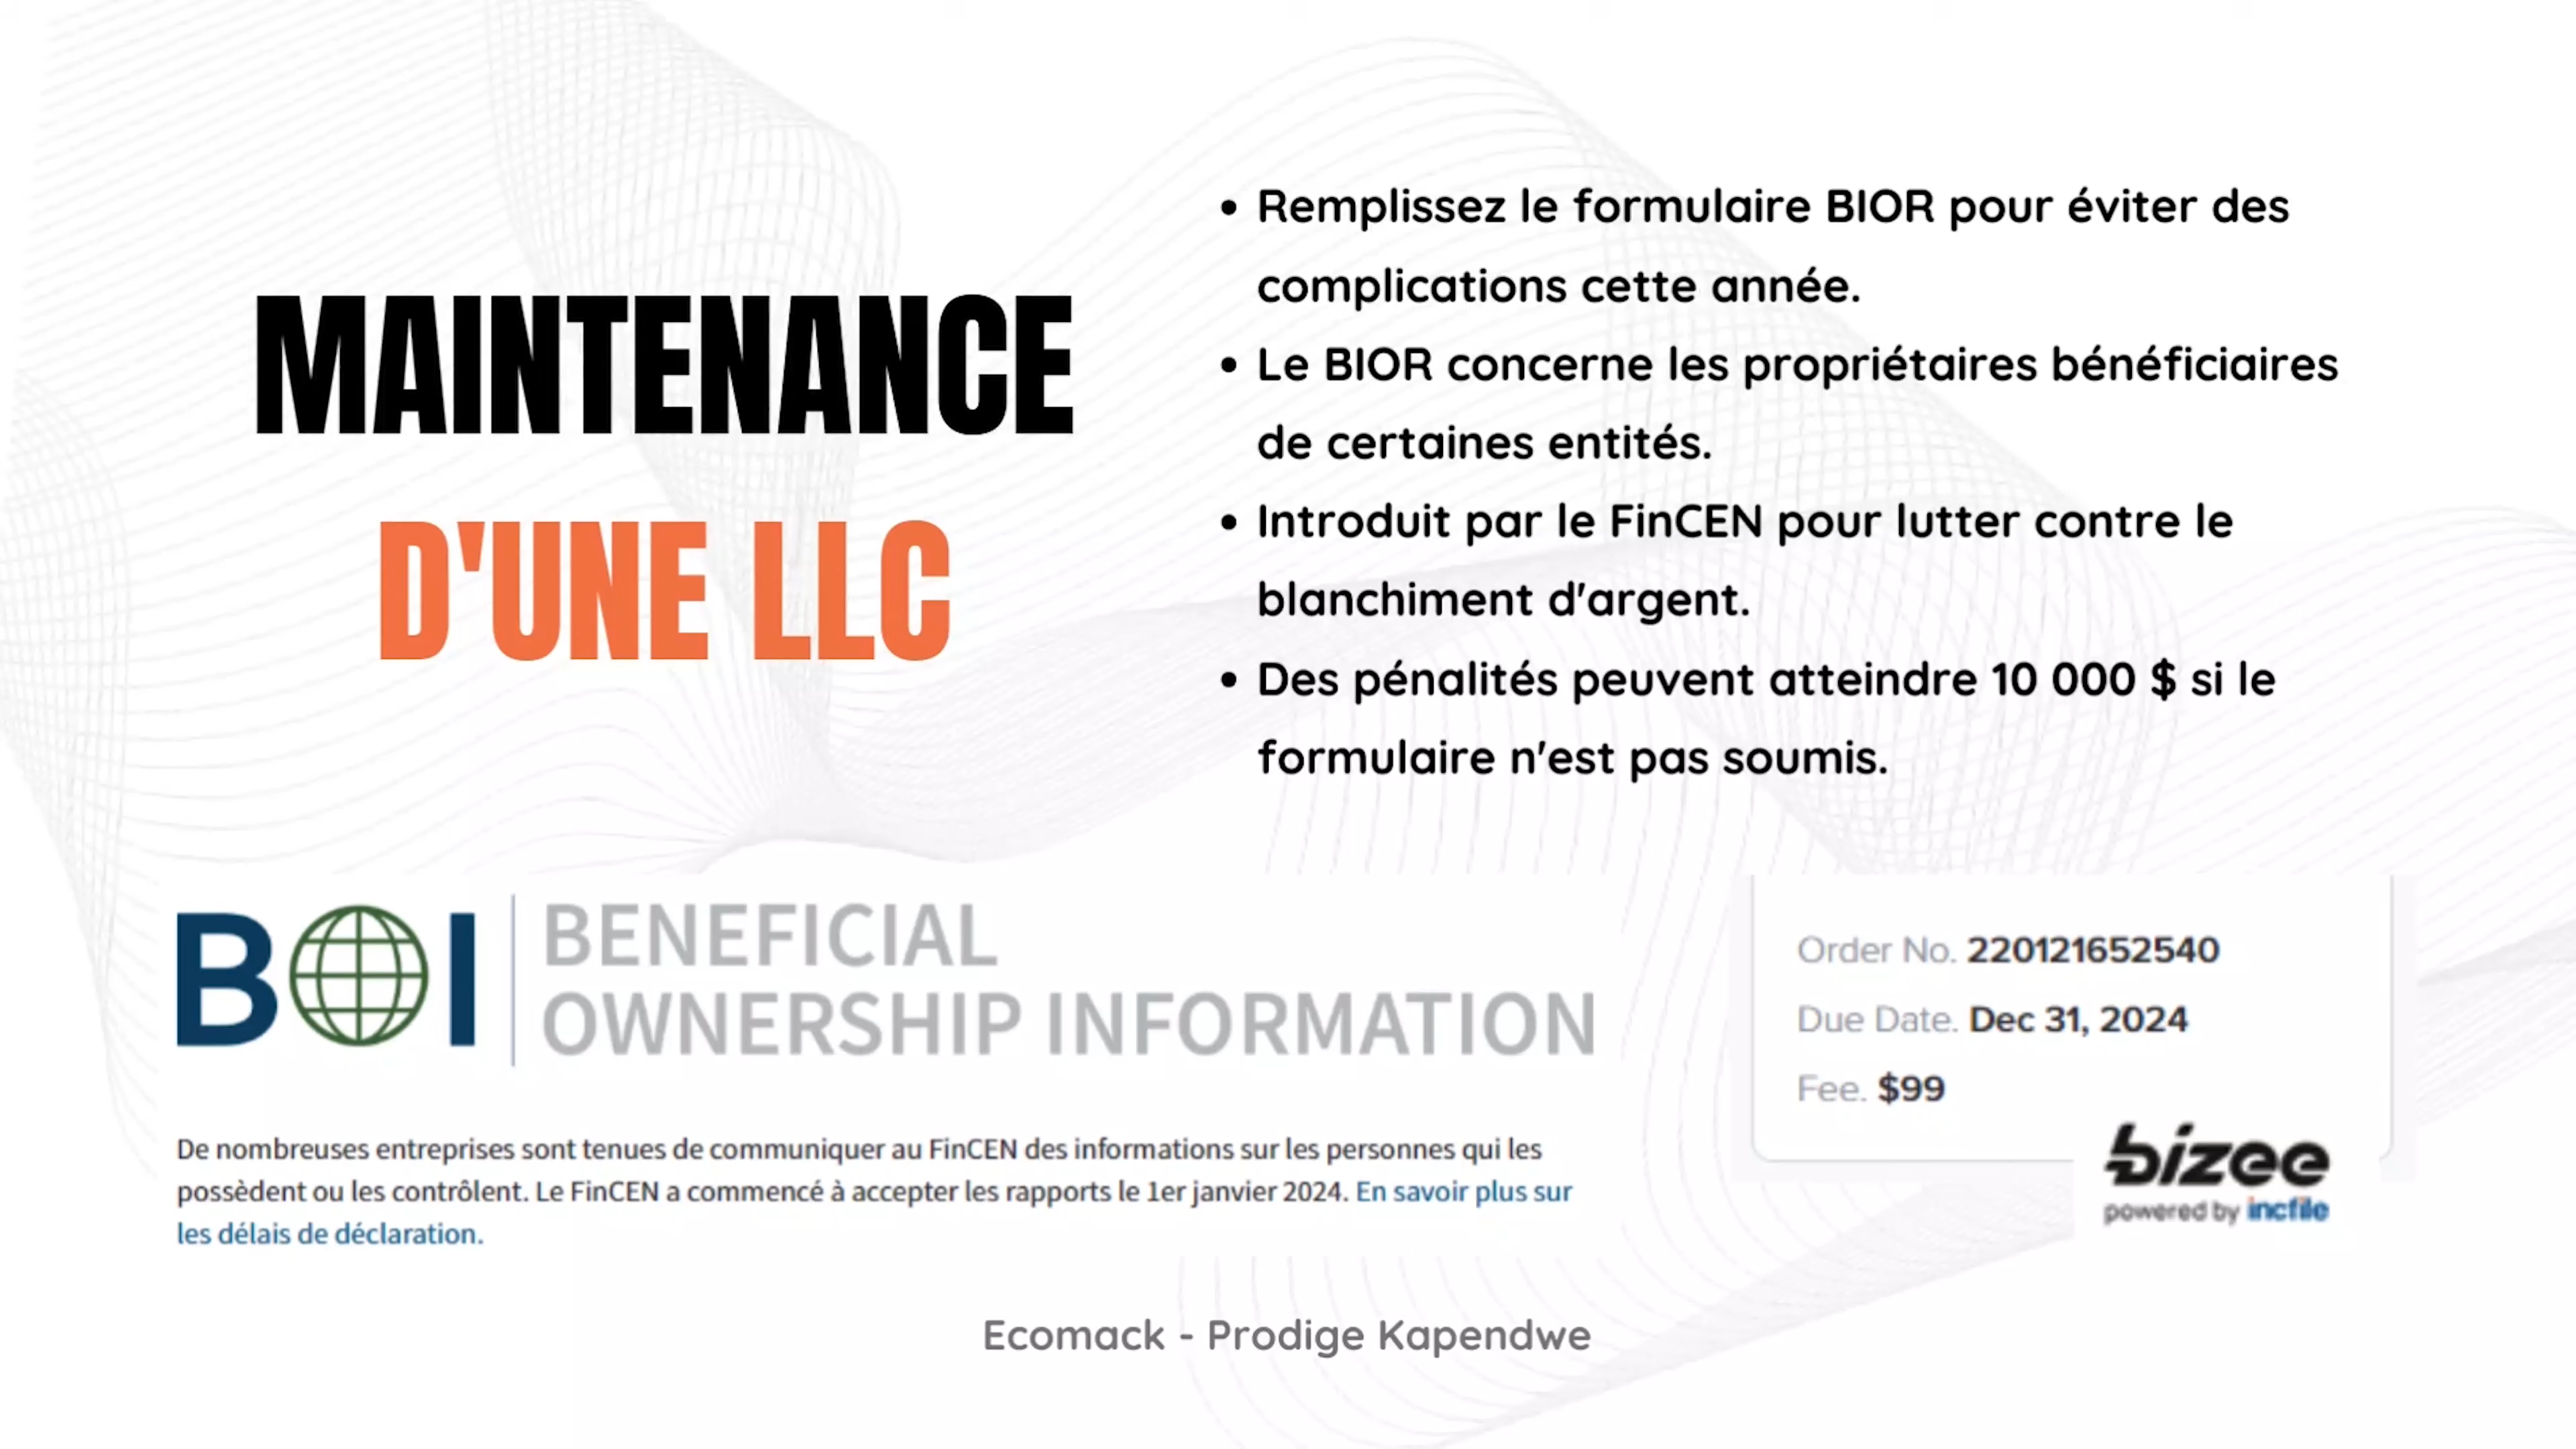 MAINTENANCE
D'UNE LLC
• Remplissez le formulaire BIOR pour éviter des
complications cette année.
• Le BIOR concerne les propriétaires bénéficiaires
de certaines entités.
• Introduit par le FinCEN pour lutter contre le
blanchiment d'argent.
• Des pénalités peuvent atteindre 10 000 $ si le
formulaire n'est pas soumis.
BOI
BENEFICIAL
OWNERSHIP INFORMATION
De nombreuses entreprises sont tenues de communiquer au FinCEN des informations sur les personnes qui les
possèdent ou les contrôlent. Le FinCEN a commencé à accepter les rapports le 1er janvier 2024. En savoir plus sur
les délais de déclaration.
Order No. 220121652540
Due Date. Dec 31, 2024
Fee. $99
bizee
powered by incfile
Ecomack - Prodige Kapendwe